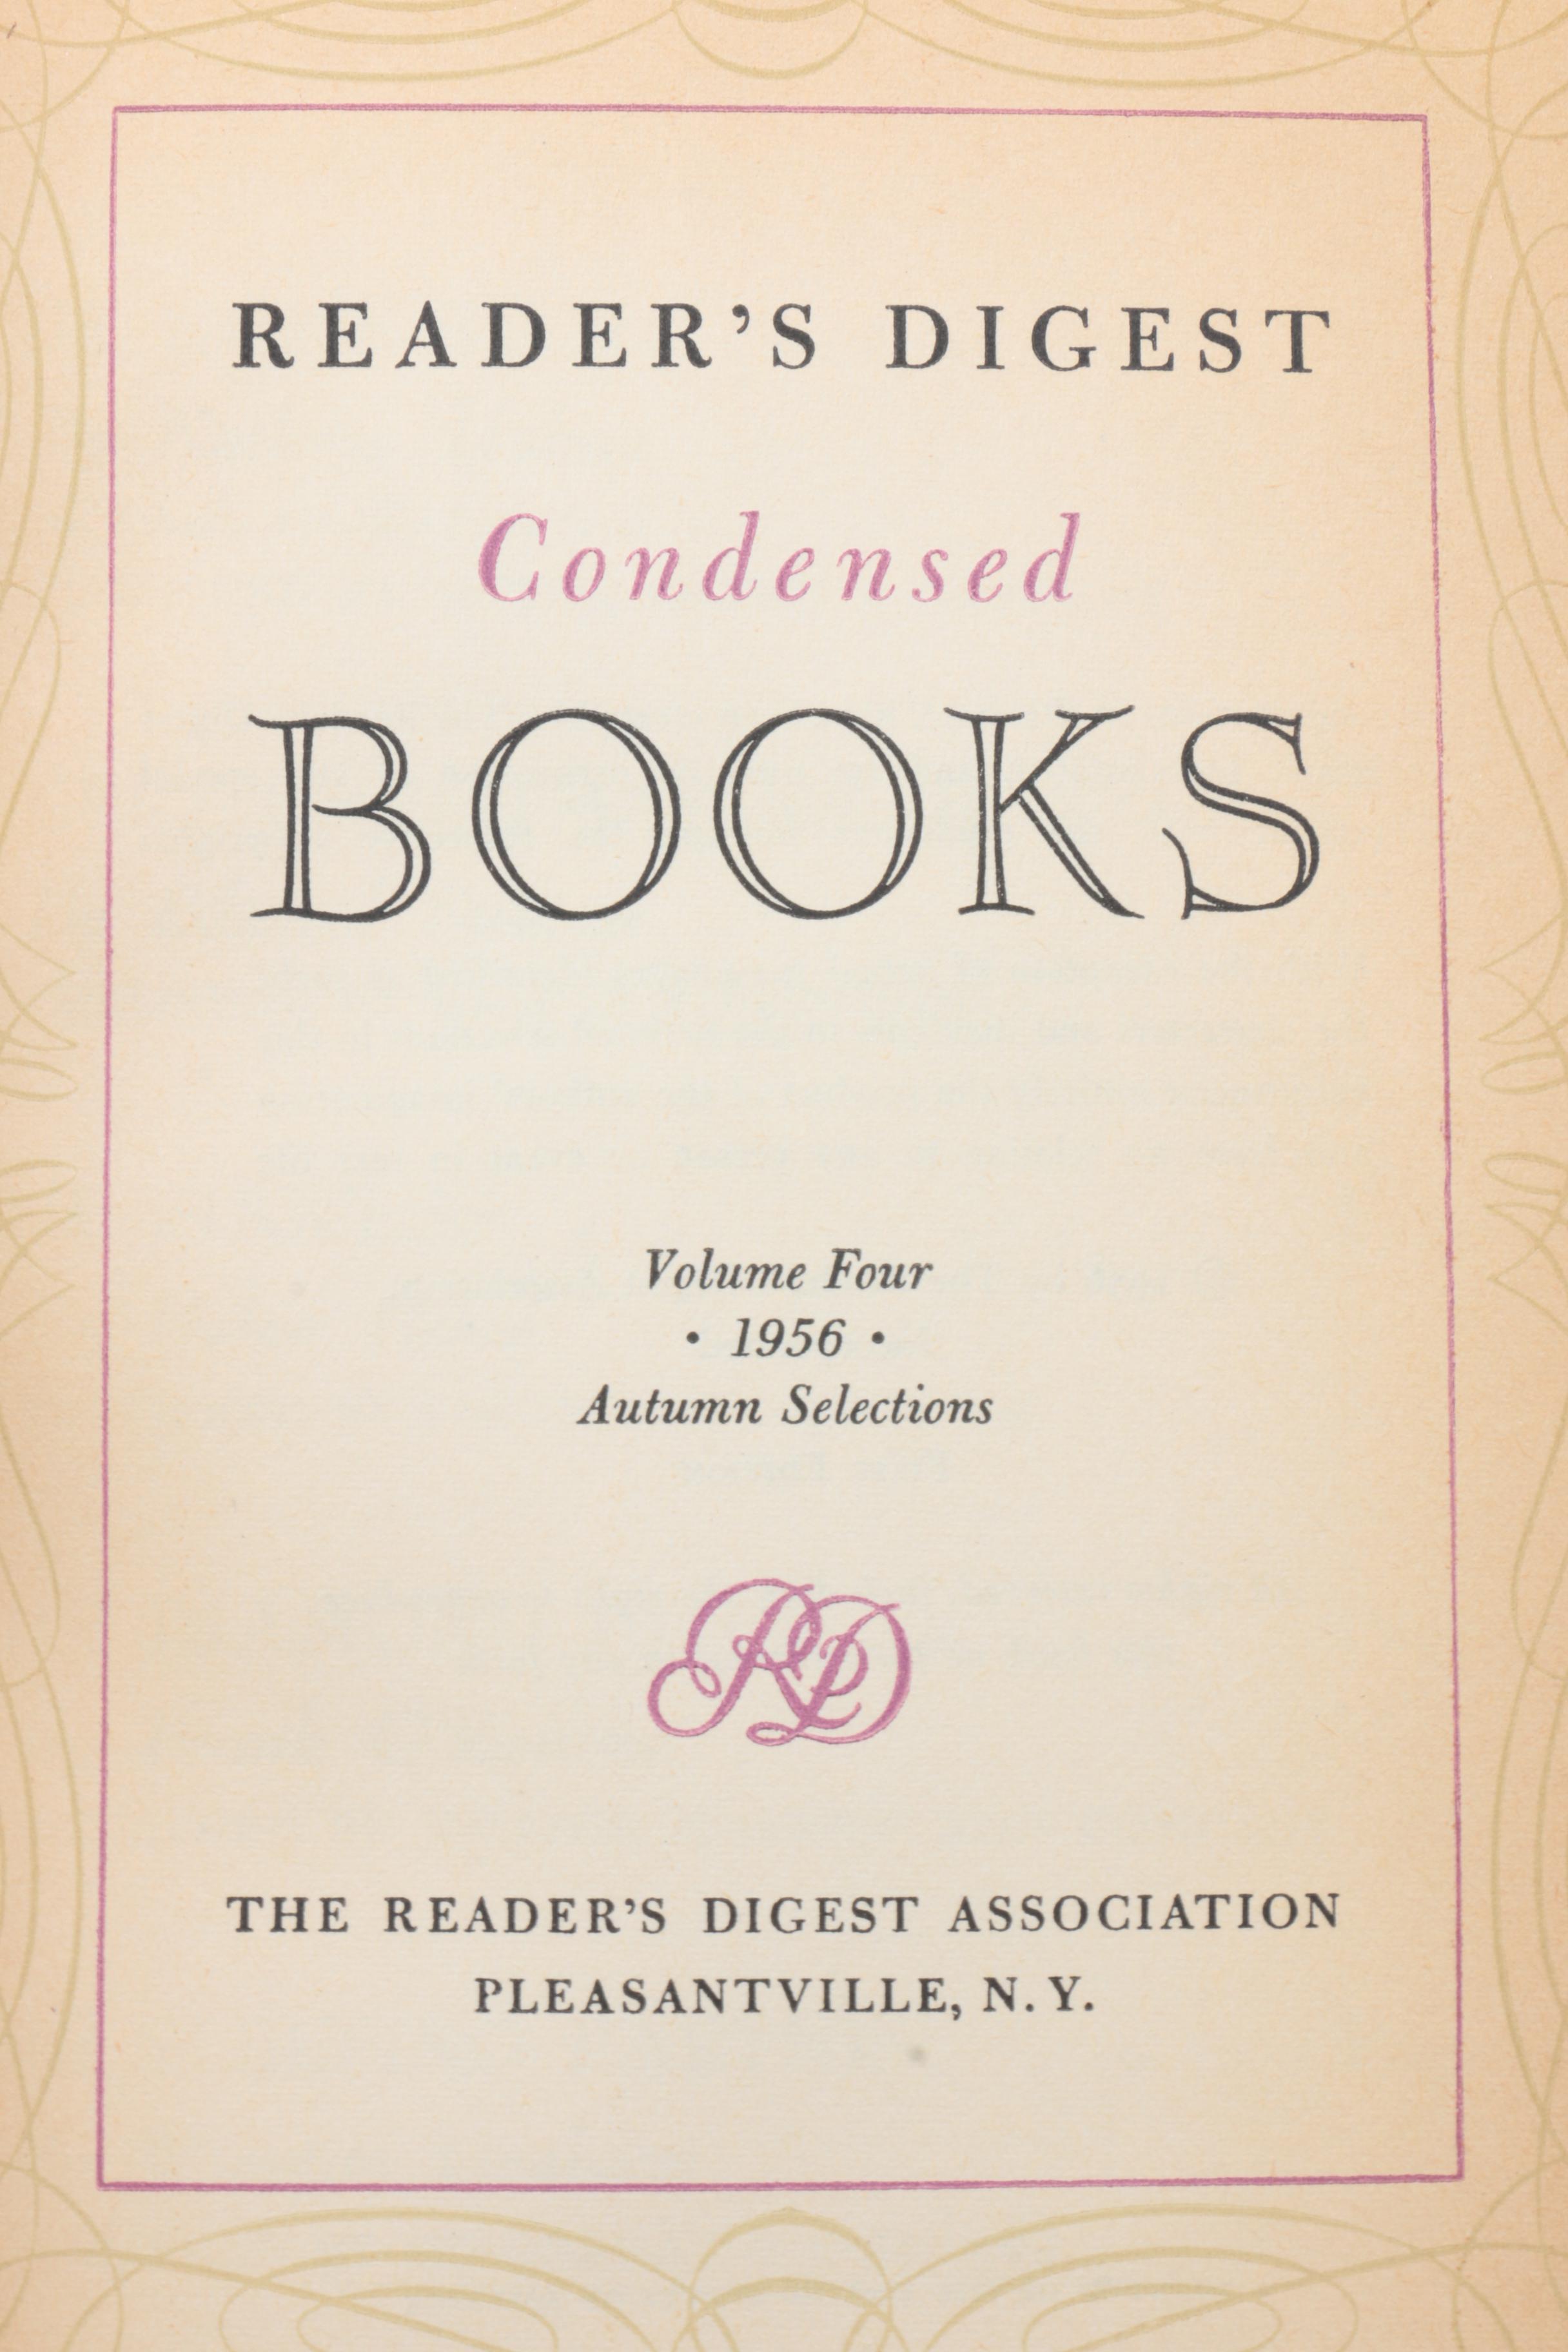 READER'S DIGEST
Condensed
BOOKS
Volume Four
• 1956 •
Autumn Selections
RD
THE READER'S DIGEST ASSOCIATION
PLEASANTVILLE, N. Y.